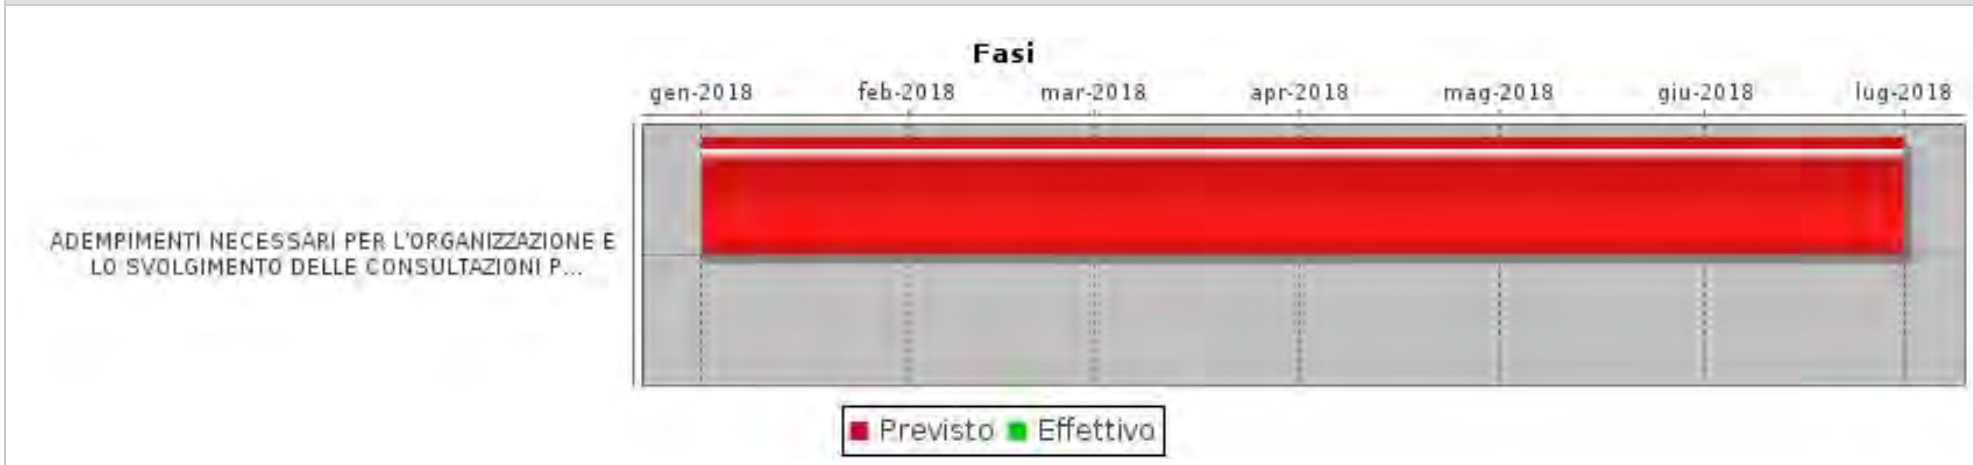 Fasi
gen-2018 feb-2018 mar-2018 apr-2018 mag-2018 giu-2018 lug-2018
ADEMPIMENTI NECESSARI PER L'ORGANIZZAZIONE E
LO SVOLGIMENTO DELLE CONSULTAZIONI P...
Previsto Effettivo